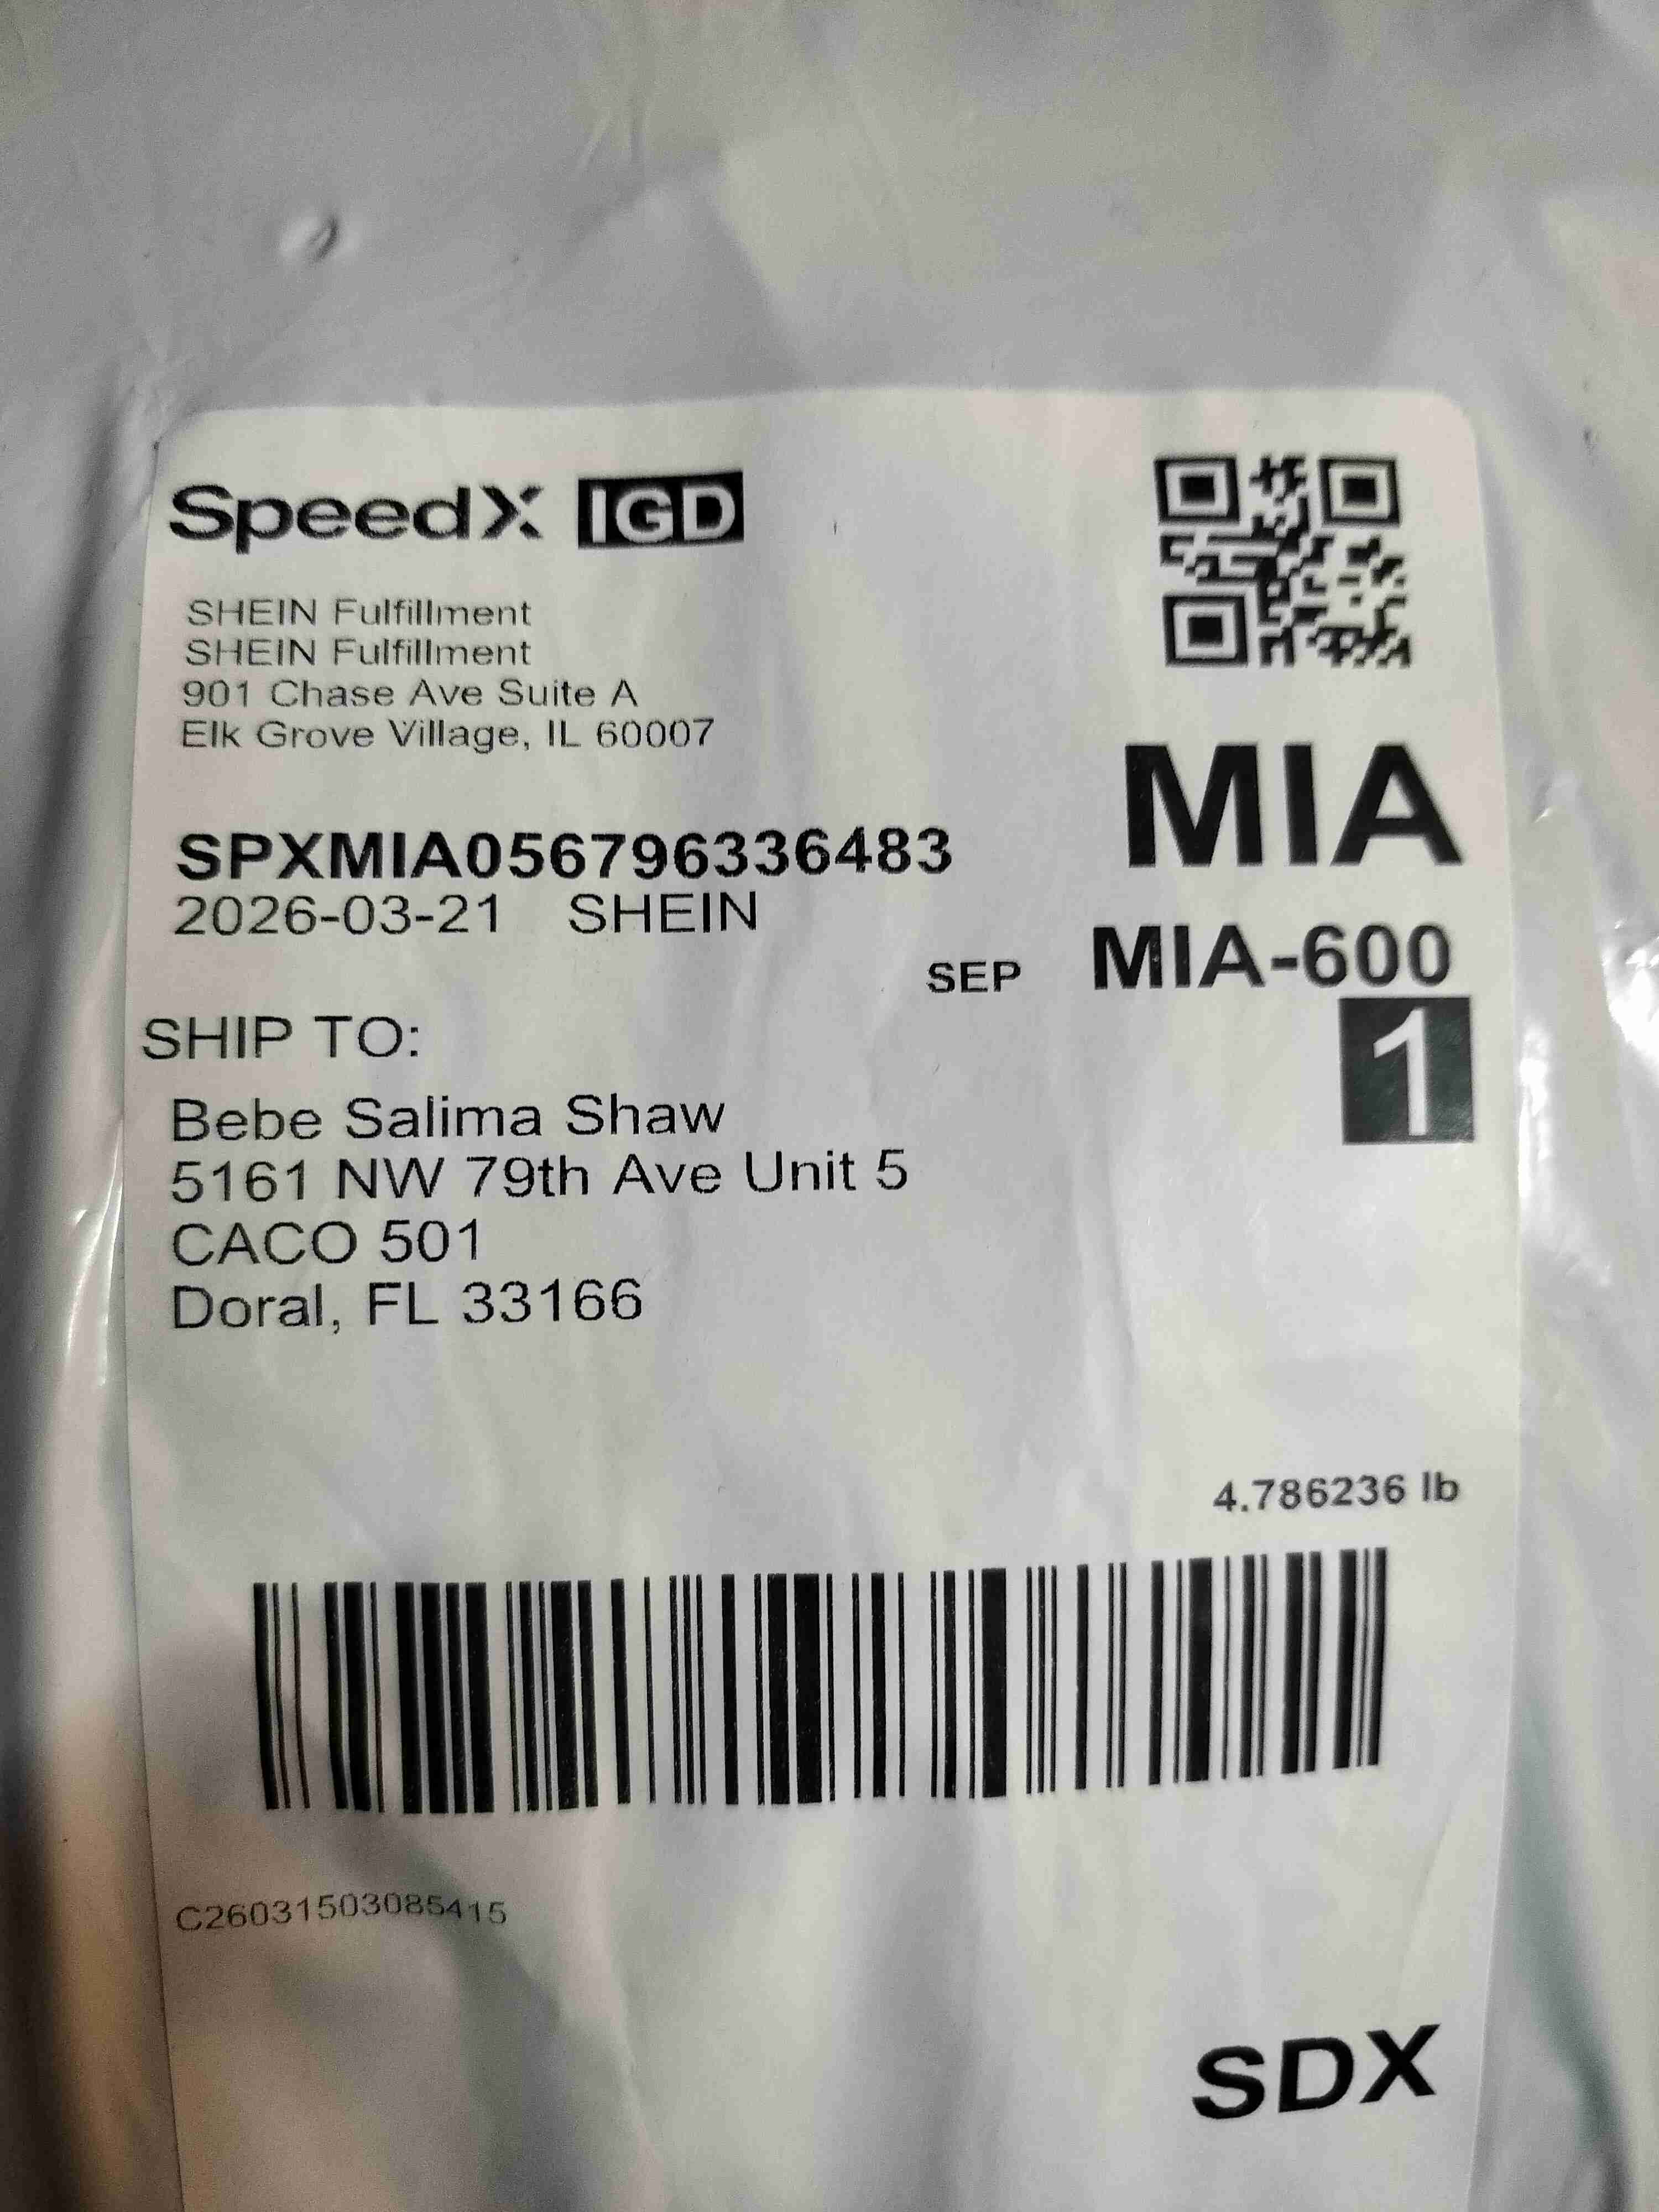 SpeedX IGD
SHEIN Fulfillment
SHEIN Fulfillment
901 Chase Ave Suite A
Elk Grove Village, IL 60007
MIA
SPXMIA056796336483
2026-03-21 SHEIN
SEP MIA-600
1
SHIP TO:
Bebe Salima Shaw
5161 NW 79th Ave Unit 5
CACO 501
Doral, FL 33166
4.786236 lb
C26031503085415
SDX